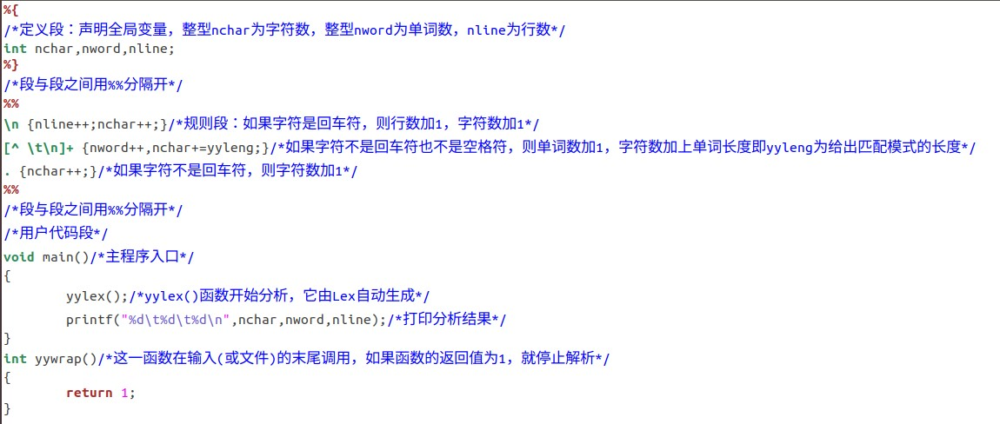 %{
/*定义段：声明全局变量，整型nchar为字符数，整型nword为单词数，nline为行数*/
int nchar,nword,nline;
%}
/*段与段之间用%%分隔开*/
%%
\n {nline++;nchar++;}/*规则段：如果字符是回车符，则行数加1，字符数加1*/
[^ \t\n]+ {nword++,nchar+=yyleng;}/*如果字符不是回车符也不是空格符，则单词数加1，字符数加上单词长度即yyleng为给出匹配模式的长度*/
. {nchar++;}/*如果字符不是回车符，则字符数加1*/
%%
/*段与段之间用%%分隔开*/
/*用户代码段*/
void main()/*主程序入口*/
{
        yylex();/*yylex()函数开始分析，它由Lex自动生成*/
        printf("%d\t%d\t%d\n",nchar,nword,nline);/*打印分析结果*/
}
int yywrap()/*这一函数在输入(或文件)的末尾调用，如果函数的返回值为1，就停止解析*/
{
        return 1;
}